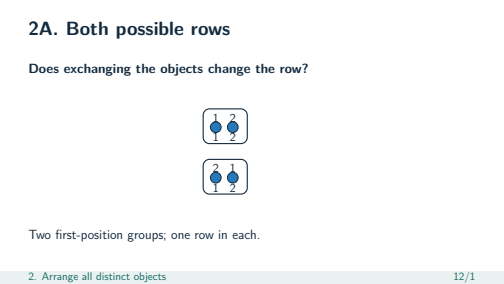 2A. Both possible rows
Does exchanging the objects change the row?
1 2
1 2
2 1
1 2
Two first-position groups; one row in each.
2. Arrange all distinct objects 12/1